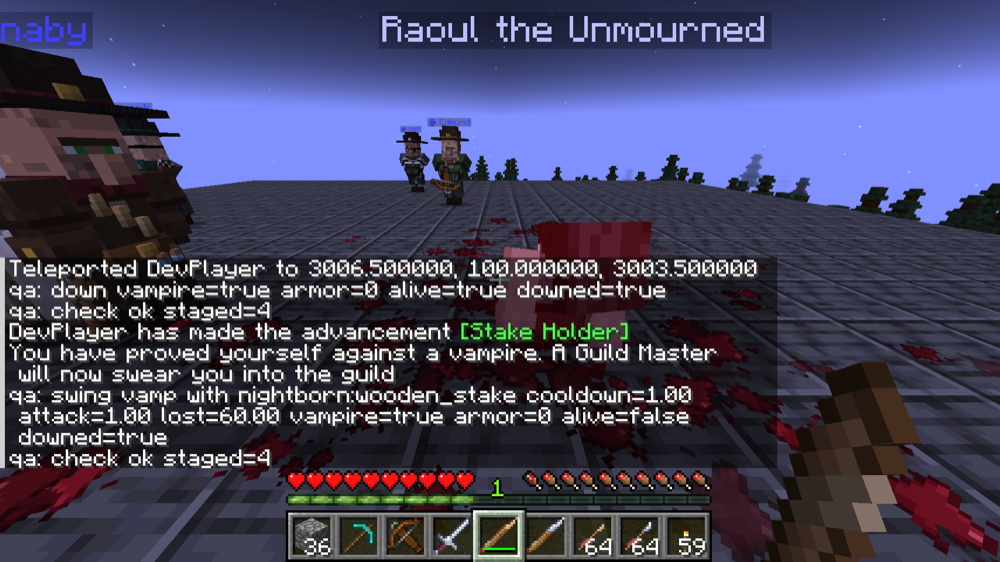 naby
Raoul the Unmourned
Edmund
Teleported DevPlayer to 3006.500000, 100.000000, 3003.500000
qa: down vampire=true armor=0 alive=true downed=true
qa: check ok staged=4
DevPlayer has made the advancement [Stake Holder]
You have proved yourself against a vampire. A Guild Master
will now swear you into the guild
qa: swing vamp with nightborn:wooden_stake cooldown=1.00
attack=1.00 lost=60.00 vampire=true armor=0 alive=false
downed=true
qa: check ok staged=4
1
36
64
64
59